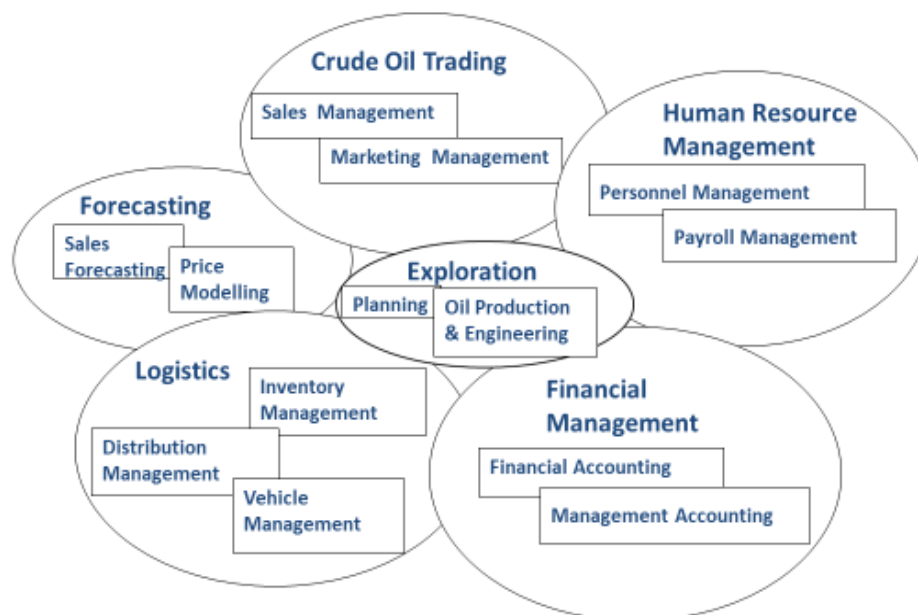 Crude Oil Trading
Sales Management
Marketing Management
Human Resource
Management
Personnel Management
Payroll Management
Forecasting
Sales
Forecasting
Price
Modelling
Exploration
Planning
Oil Production
& Engineering
Logistics
Inventory
Management
Distribution
Management
Vehicle
Management
Financial
Management
Financial Accounting
Management Accounting